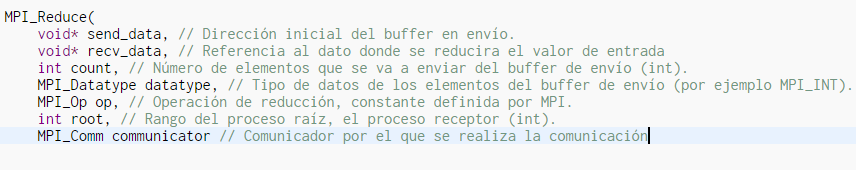 MPI_Reduce(
void* send_data, // Dirección inicial del buffer en envío.
void* recv_data, // Referencia al dato donde se reducira el valor de entrada
int count, // Número de elementos que se va a enviar del buffer de envío (int).
MPI_Datatype datatype, // Tipo de datos de los elementos del buffer de envío (por ejemplo MPI_INT).
MPI_Op op, // Operación de reducción, constante definida por MPI.
int root, // Rango del proceso raíz, el proceso receptor (int).
MPI_Comm communicator // Comunicador por el que se realiza la comunicación